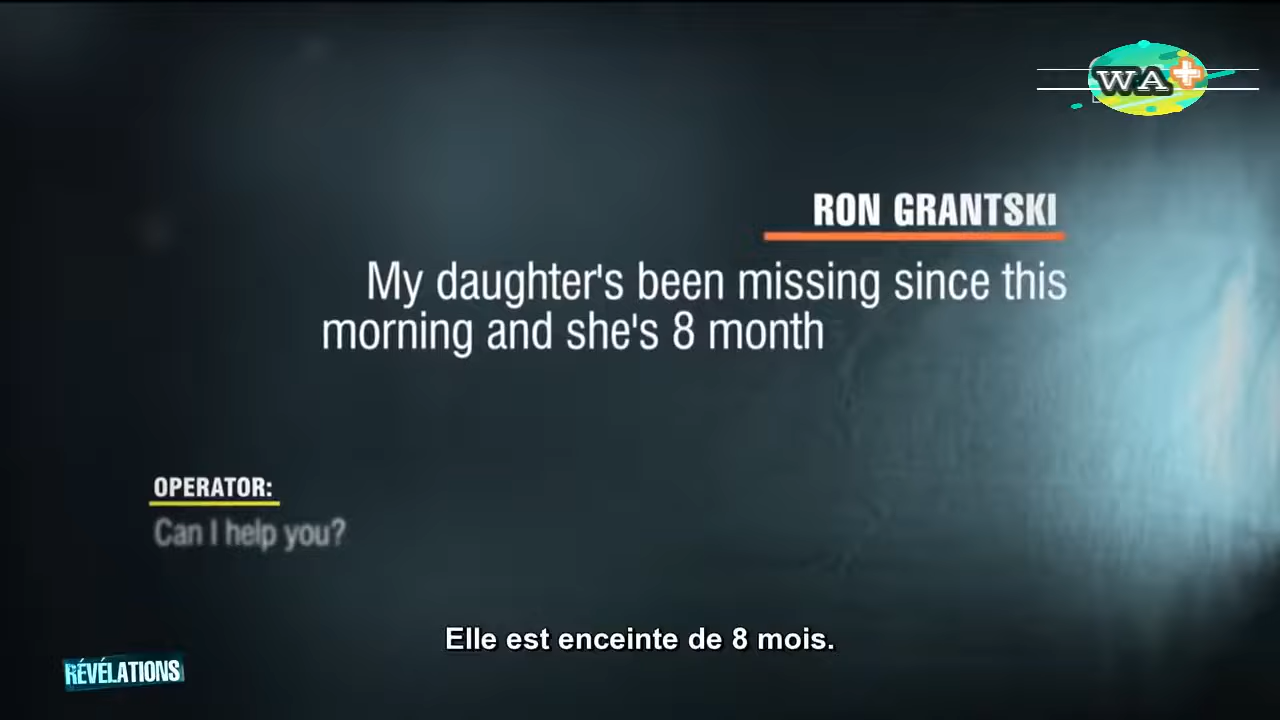 WA+
RON GRANTSKI
My daughter's been missing since this
morning and she's 8 month
OPERATOR:
Can I help you?
Elle est enceinte de 8 mois.
RÉVÉLATIONS